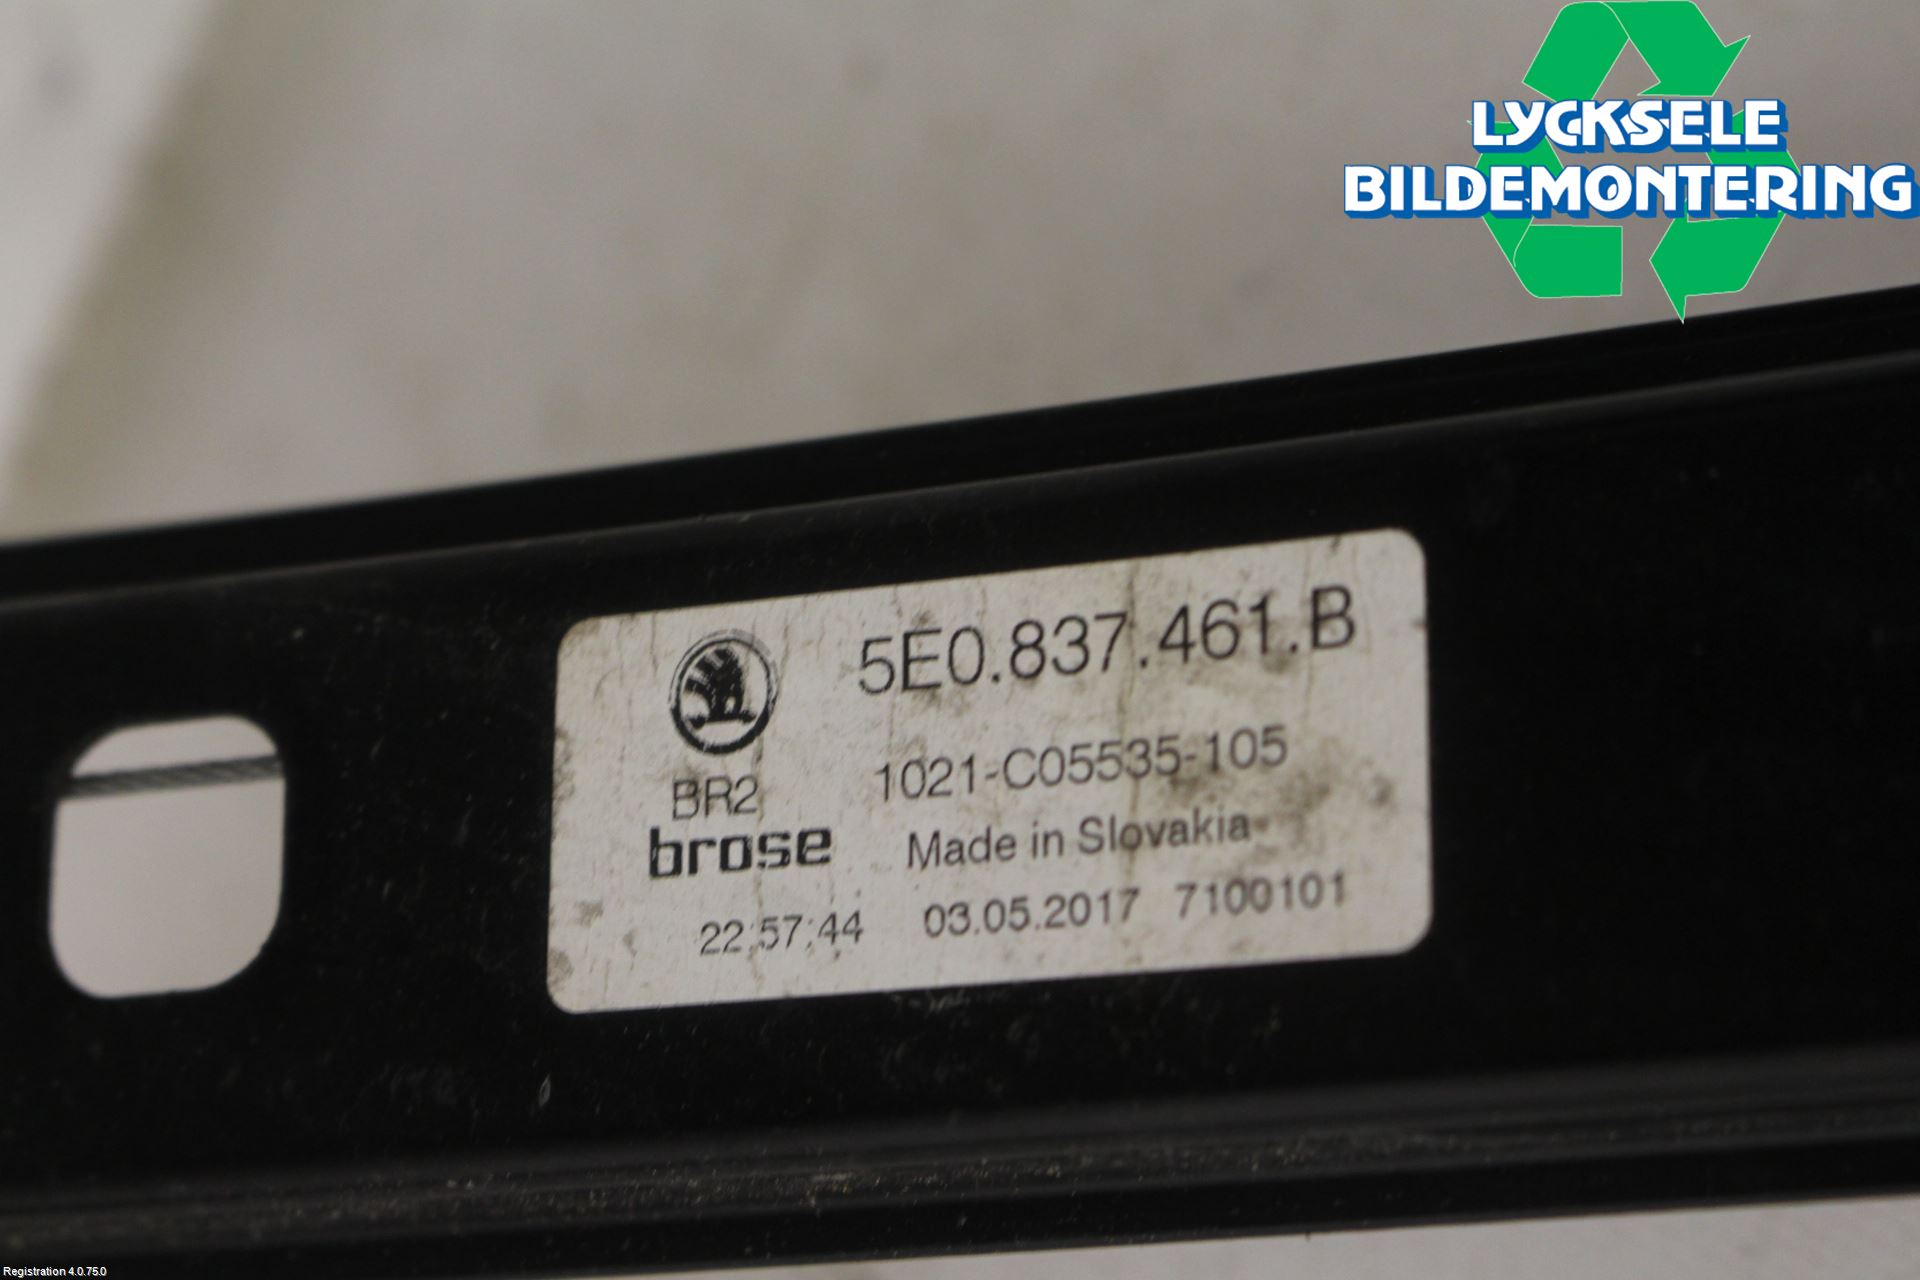 LYCKSELE
BILDEMONTERING
5E0.837.461.B
1021-C05535-105
BR2
brose
Made in Slovakia
22:57:44 03.05.2017 7100101
Registration 4.0.75.0